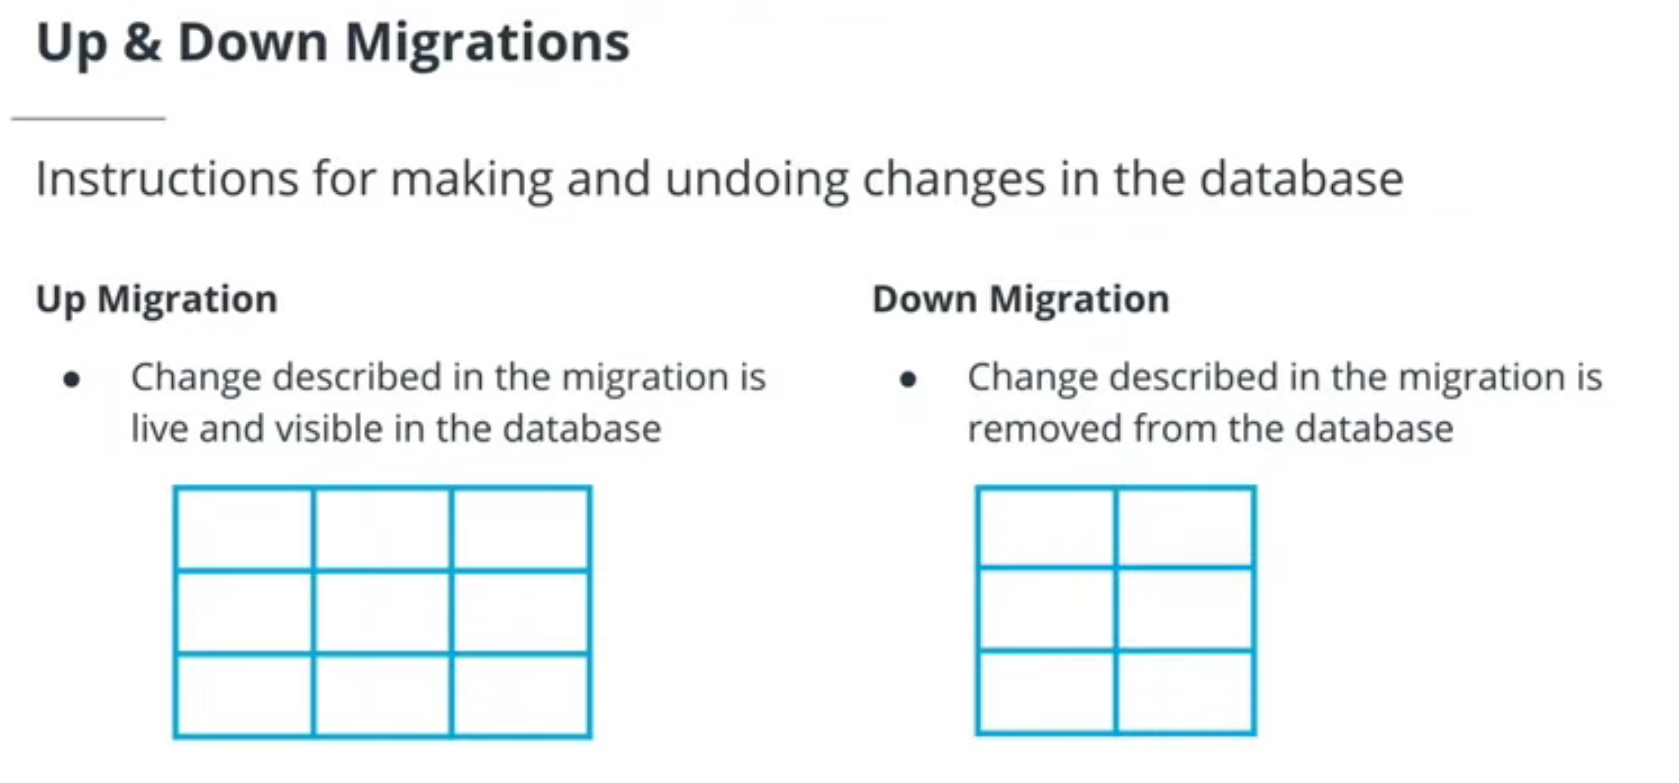 Up & Down Migrations
Instructions for making and undoing changes in the database
Up Migration
● Change described in the migration is
live and visible in the database
Down Migration
● Change described in the migration is
removed from the database